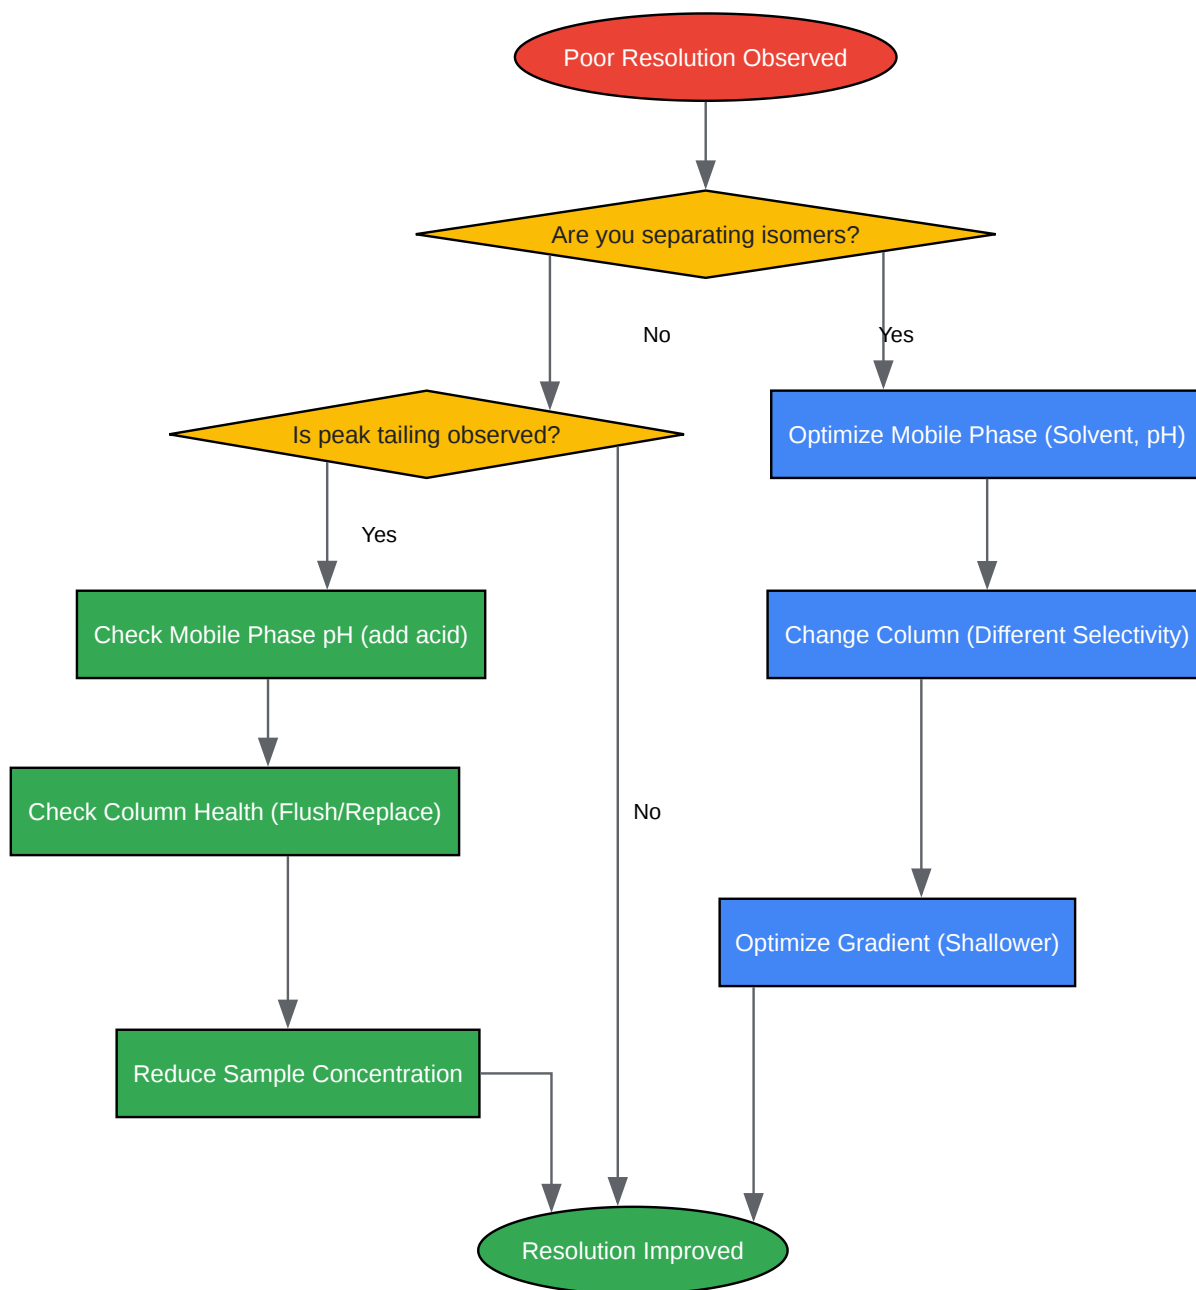 Poor Resolution Observed
Are you separating isomers?
No
Yes
Is peak tailing observed?
Optimize Mobile Phase (Solvent, pH)
Yes
Check Mobile Phase pH (add acid)
Change Column (Different Selectivity)
Check Column Health (Flush/Replace)
No
Optimize Gradient (Shallower)
Reduce Sample Concentration
Resolution Improved